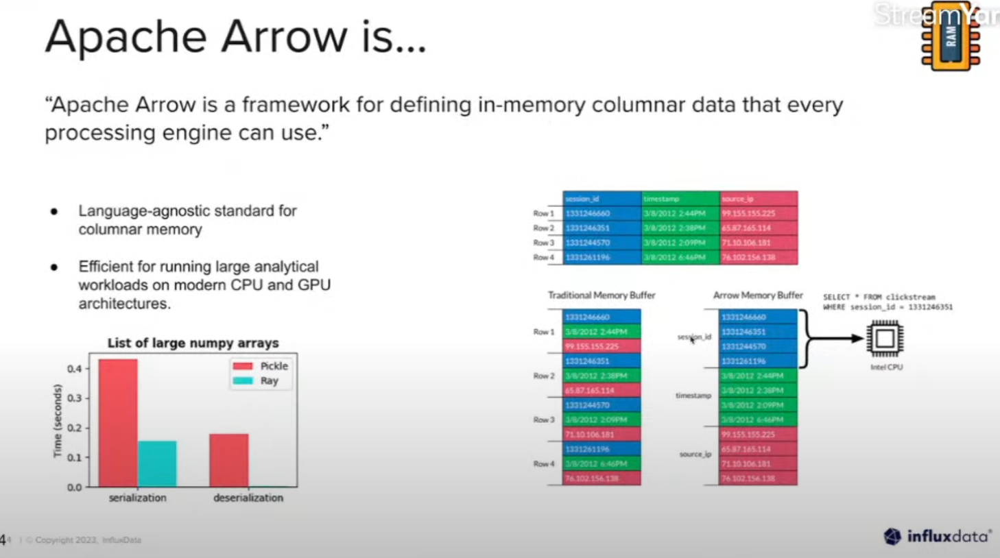 StreamYar
RAM
Apache Arrow is...
“Apache Arrow is a framework for defining in-memory columnar data that every
processing engine can use.”
● Language-agnostic standard for
columnar memory
● Efficient for running large analytical
workloads on modern CPU and GPU
architectures.
List of large numpy arrays
Pickle
Ray
Time (seconds)
0.4
0.3
0.2
0.1
0.0
serialization deserialization
session_id timestamp source_ip
Row 1 1331246660 3/8/2012 2:44PM 99.155.155.225
Row 2 1331246351 3/8/2012 2:38PM 65.87.165.114
Row 3 1331244570 3/8/2012 2:09PM 71.10.106.181
Row 4 1331261196 3/8/2012 6:46PM 76.102.156.138
Traditional Memory Buffer
Row 1
1331246660
3/8/2012 2:44PM
99.155.155.225
Row 2
1331246351
3/8/2012 2:38PM
65.87.165.114
Row 3
1331244570
3/8/2012 2:09PM
71.10.106.181
Row 4
1331261196
3/8/2012 6:46PM
76.102.156.138
Arrow Memory Buffer
session_id
1331246660
1331246351
1331244570
1331261196
timestamp
3/8/2012 2:44PM
3/8/2012 2:38PM
3/8/2012 2:09PM
3/8/2012 6:46PM
source_ip
99.155.155.225
65.87.165.114
71.10.106.181
76.102.156.138
SELECT * FROM clickstream
WHERE session_id = 1331246351
Intel CPU
44 | © Copyright 2023, InfluxData
influxdata®